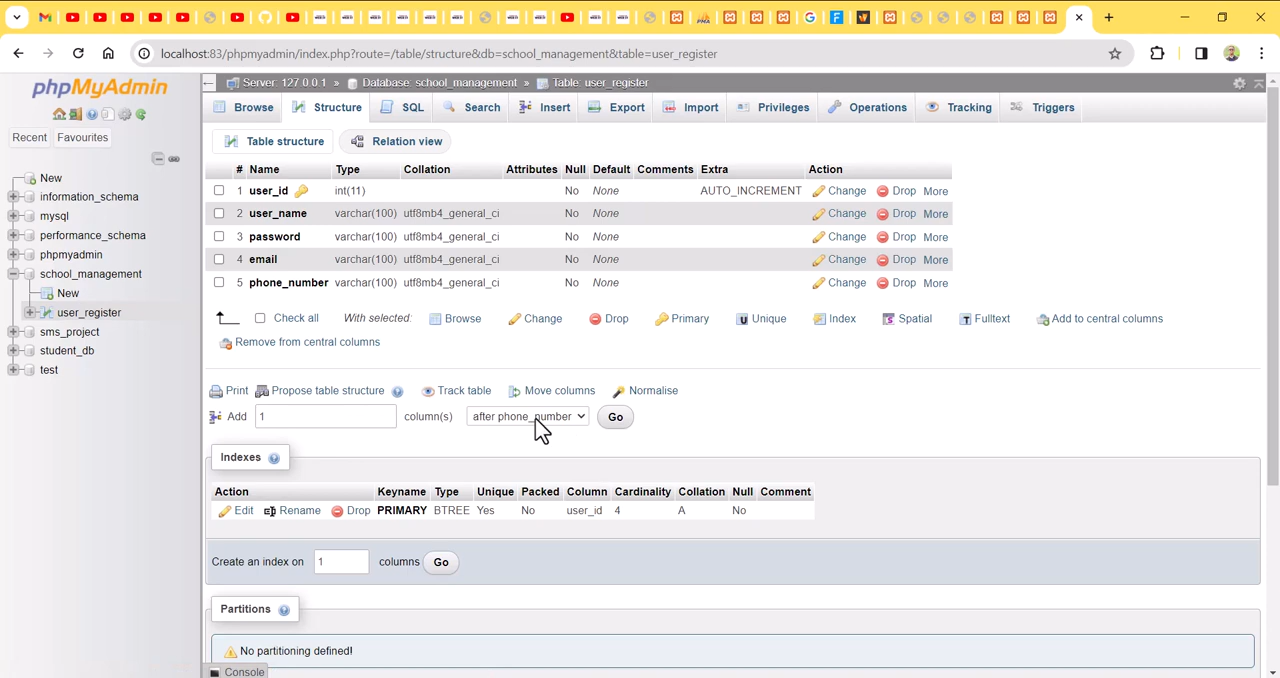 localhost:83/phpmyadmin/index.php?route=/table/structure&db=school_management&table=user_register
phpMyAdmin
Recent Favourites
New
information_schema
mysql
performance_schema
phpmyadmin
school_management
New
user_register
sms_project
student_db
test
Server: 127.0.0.1 » Database: school_management » Table: user_register
Browse Structure SQL Search Insert Export Import Privileges Operations Tracking Triggers
Table structure Relation view
# Name Type Collation Attributes Null Default Comments Extra Action
1 user_id int(11) No None AUTO_INCREMENT Change Drop More
2 user_name varchar(100) utf8mb4_general_ci No None Change Drop More
3 password varchar(100) utf8mb4_general_ci No None Change Drop More
4 email varchar(100) utf8mb4_general_ci No None Change Drop More
5 phone_number varchar(100) utf8mb4_general_ci No None Change Drop More
Check all With selected: Browse Change Drop Primary Unique Index Spatial Fulltext Add to central columns
Remove from central columns
Print Propose table structure Track table Move columns Normalise
Add 1 column(s) after phone_number Go
Indexes
Action Keyname Type Unique Packed Column Cardinality Collation Null Comment
Edit Rename Drop PRIMARY BTREE Yes No user_id 4 A No
Create an index on 1 columns Go
Partitions
No partitioning defined!
Console